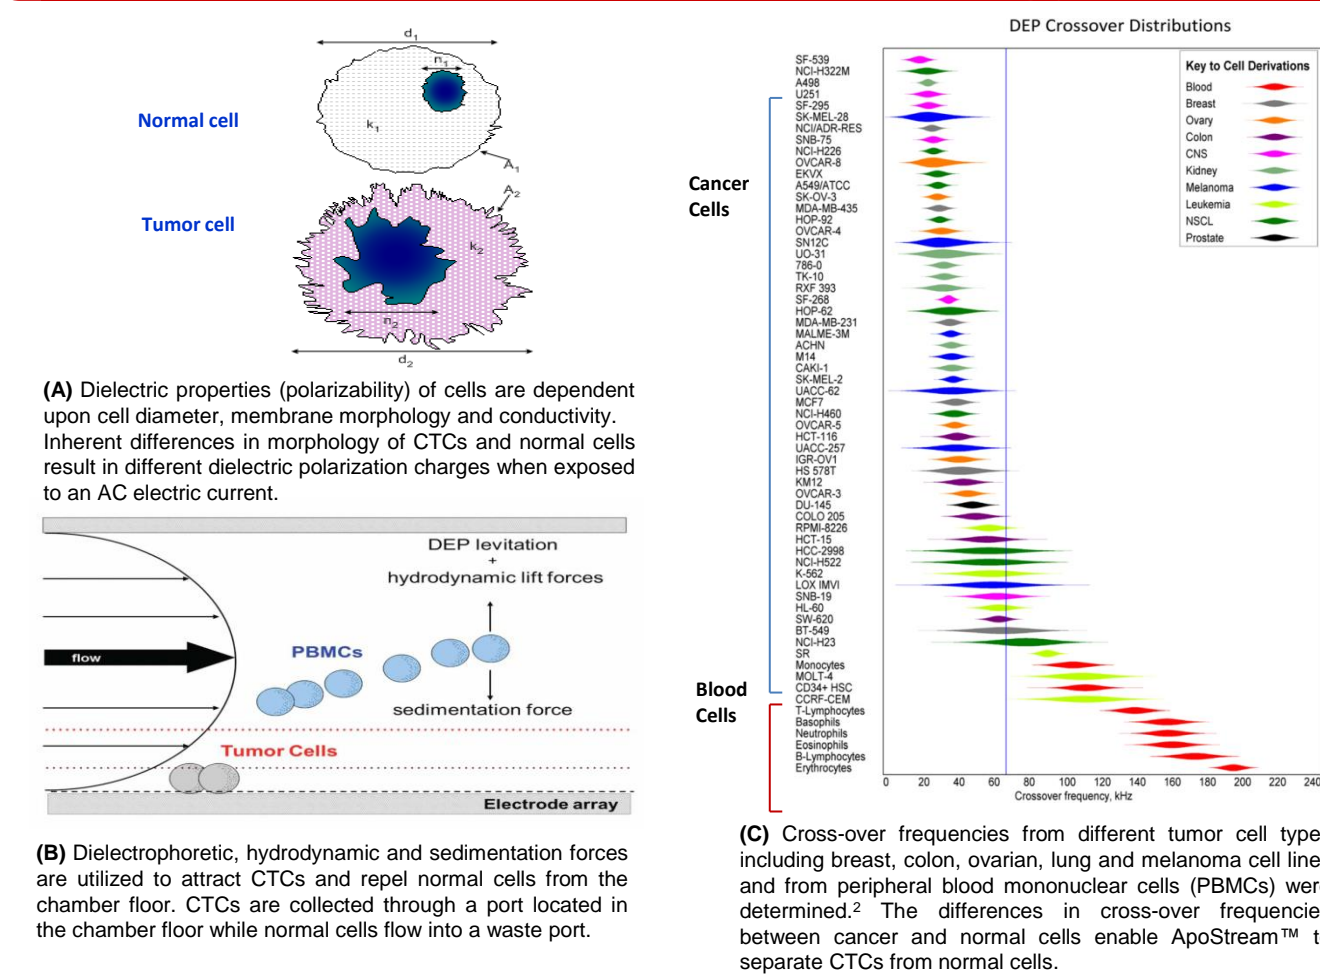 d1
n1
Normal cell
k1
A1
A2
Tumor cell
k2
n2
d2
(A) Dielectric properties (polarizability) of cells are dependent
upon cell diameter, membrane morphology and conductivity.
Inherent differences in morphology of CTCs and normal cells
result in different dielectric polarization charges when exposed
to an AC electric current.
DEP levitation
+
hydrodynamic lift forces
PBMCs
flow
sedimentation force
Tumor Cells
Electrode array
(B) Dielectrophoretic, hydrodynamic and sedimentation forces
are utilized to attract CTCs and repel normal cells from the
chamber floor. CTCs are collected through a port located in
the chamber floor while normal cells flow into a waste port.
DEP Crossover Distributions
Cancer
Cells
Blood
Cells
SF-539
NCI-H322M
A498
U251
SF-295
SK-MEL-28
NCI/ADR-RES
SNB-75
NCI-H226
OVCAR-8
EKVX
A549/ATCC
SK-OV-3
MDA-MB-435
HOP-92
OVCAR-4
SN12C
UO-31
786-0
TK-10
RXF 393
SF-268
HOP-62
MDA-MB-231
MALME-3M
ACHN
M14
CAKI-1
SK-MEL-2
UACC-62
MCF7
NCI-H460
OVCAR-5
HCT-116
UACC-257
IGR-OV1
HS 578T
KM12
OVCAR-3
DU-145
COLO 205
RPMI-8226
HCT-15
HCC-2998
NCI-H522
K-562
LOX IMVI
SNB-19
HL-60
SW-620
BT-549
NCI-H23
SR
Monocytes
MOLT-4
CD34+ HSC
CCRF-CEM
T-Lymphocytes
Basophils
Neutrophils
Eosinophils
B-Lymphocytes
Erythrocytes
0 20 40 60 80 100 120 140 160 180 200 220 240
Crossover frequency, kHz
Key to Cell Derivations
Blood
Breast
Ovary
Colon
CNS
Kidney
Melanoma
Leukemia
NSCL
Prostate
(C) Cross-over frequencies from different tumor cell type
including breast, colon, ovarian, lung and melanoma cell line
and from peripheral blood mononuclear cells (PBMCs) were
determined.2 The differences in cross-over frequencie
between cancer and normal cells enable ApoStream™ t
separate CTCs from normal cells.